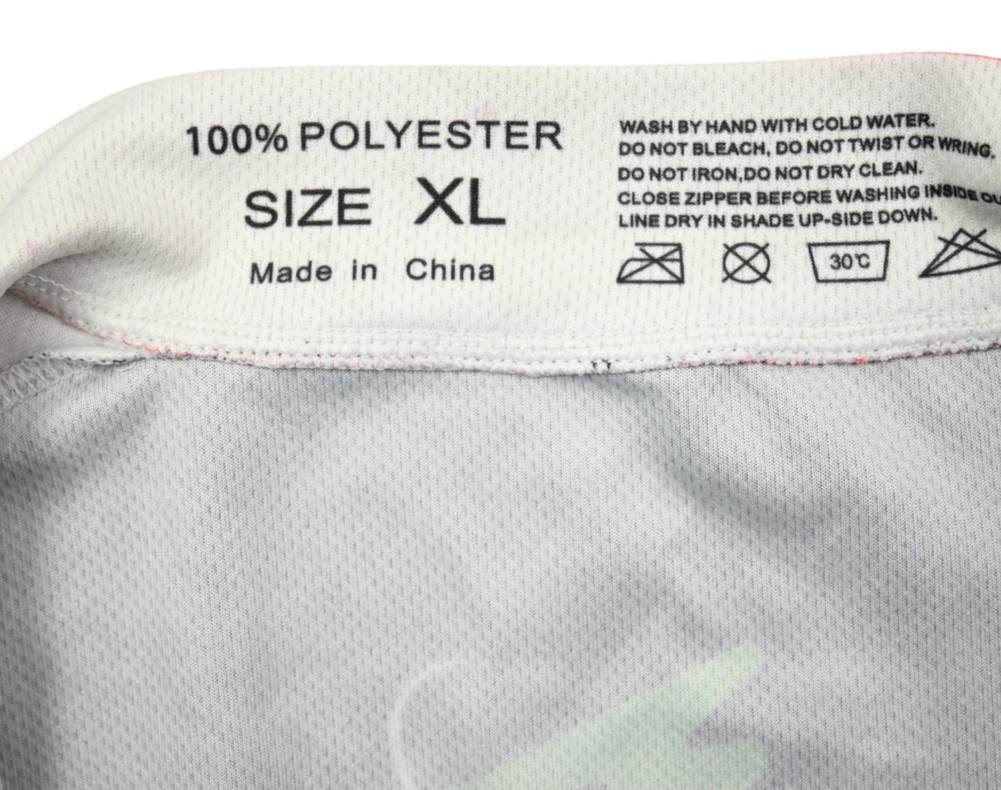 100% POLYESTER
SIZE XL
Made in China
WASH BY HAND WITH COLD WATER.
DO NOT BLEACH, DO NOT TWIST OR WRING.
DO NOT IRON,DO NOT DRY CLEAN.
CLOSE ZIPPER BEFORE WASHING INSIDE
LINE DRY IN SHADE UP-SIDE DOWN.
30℃